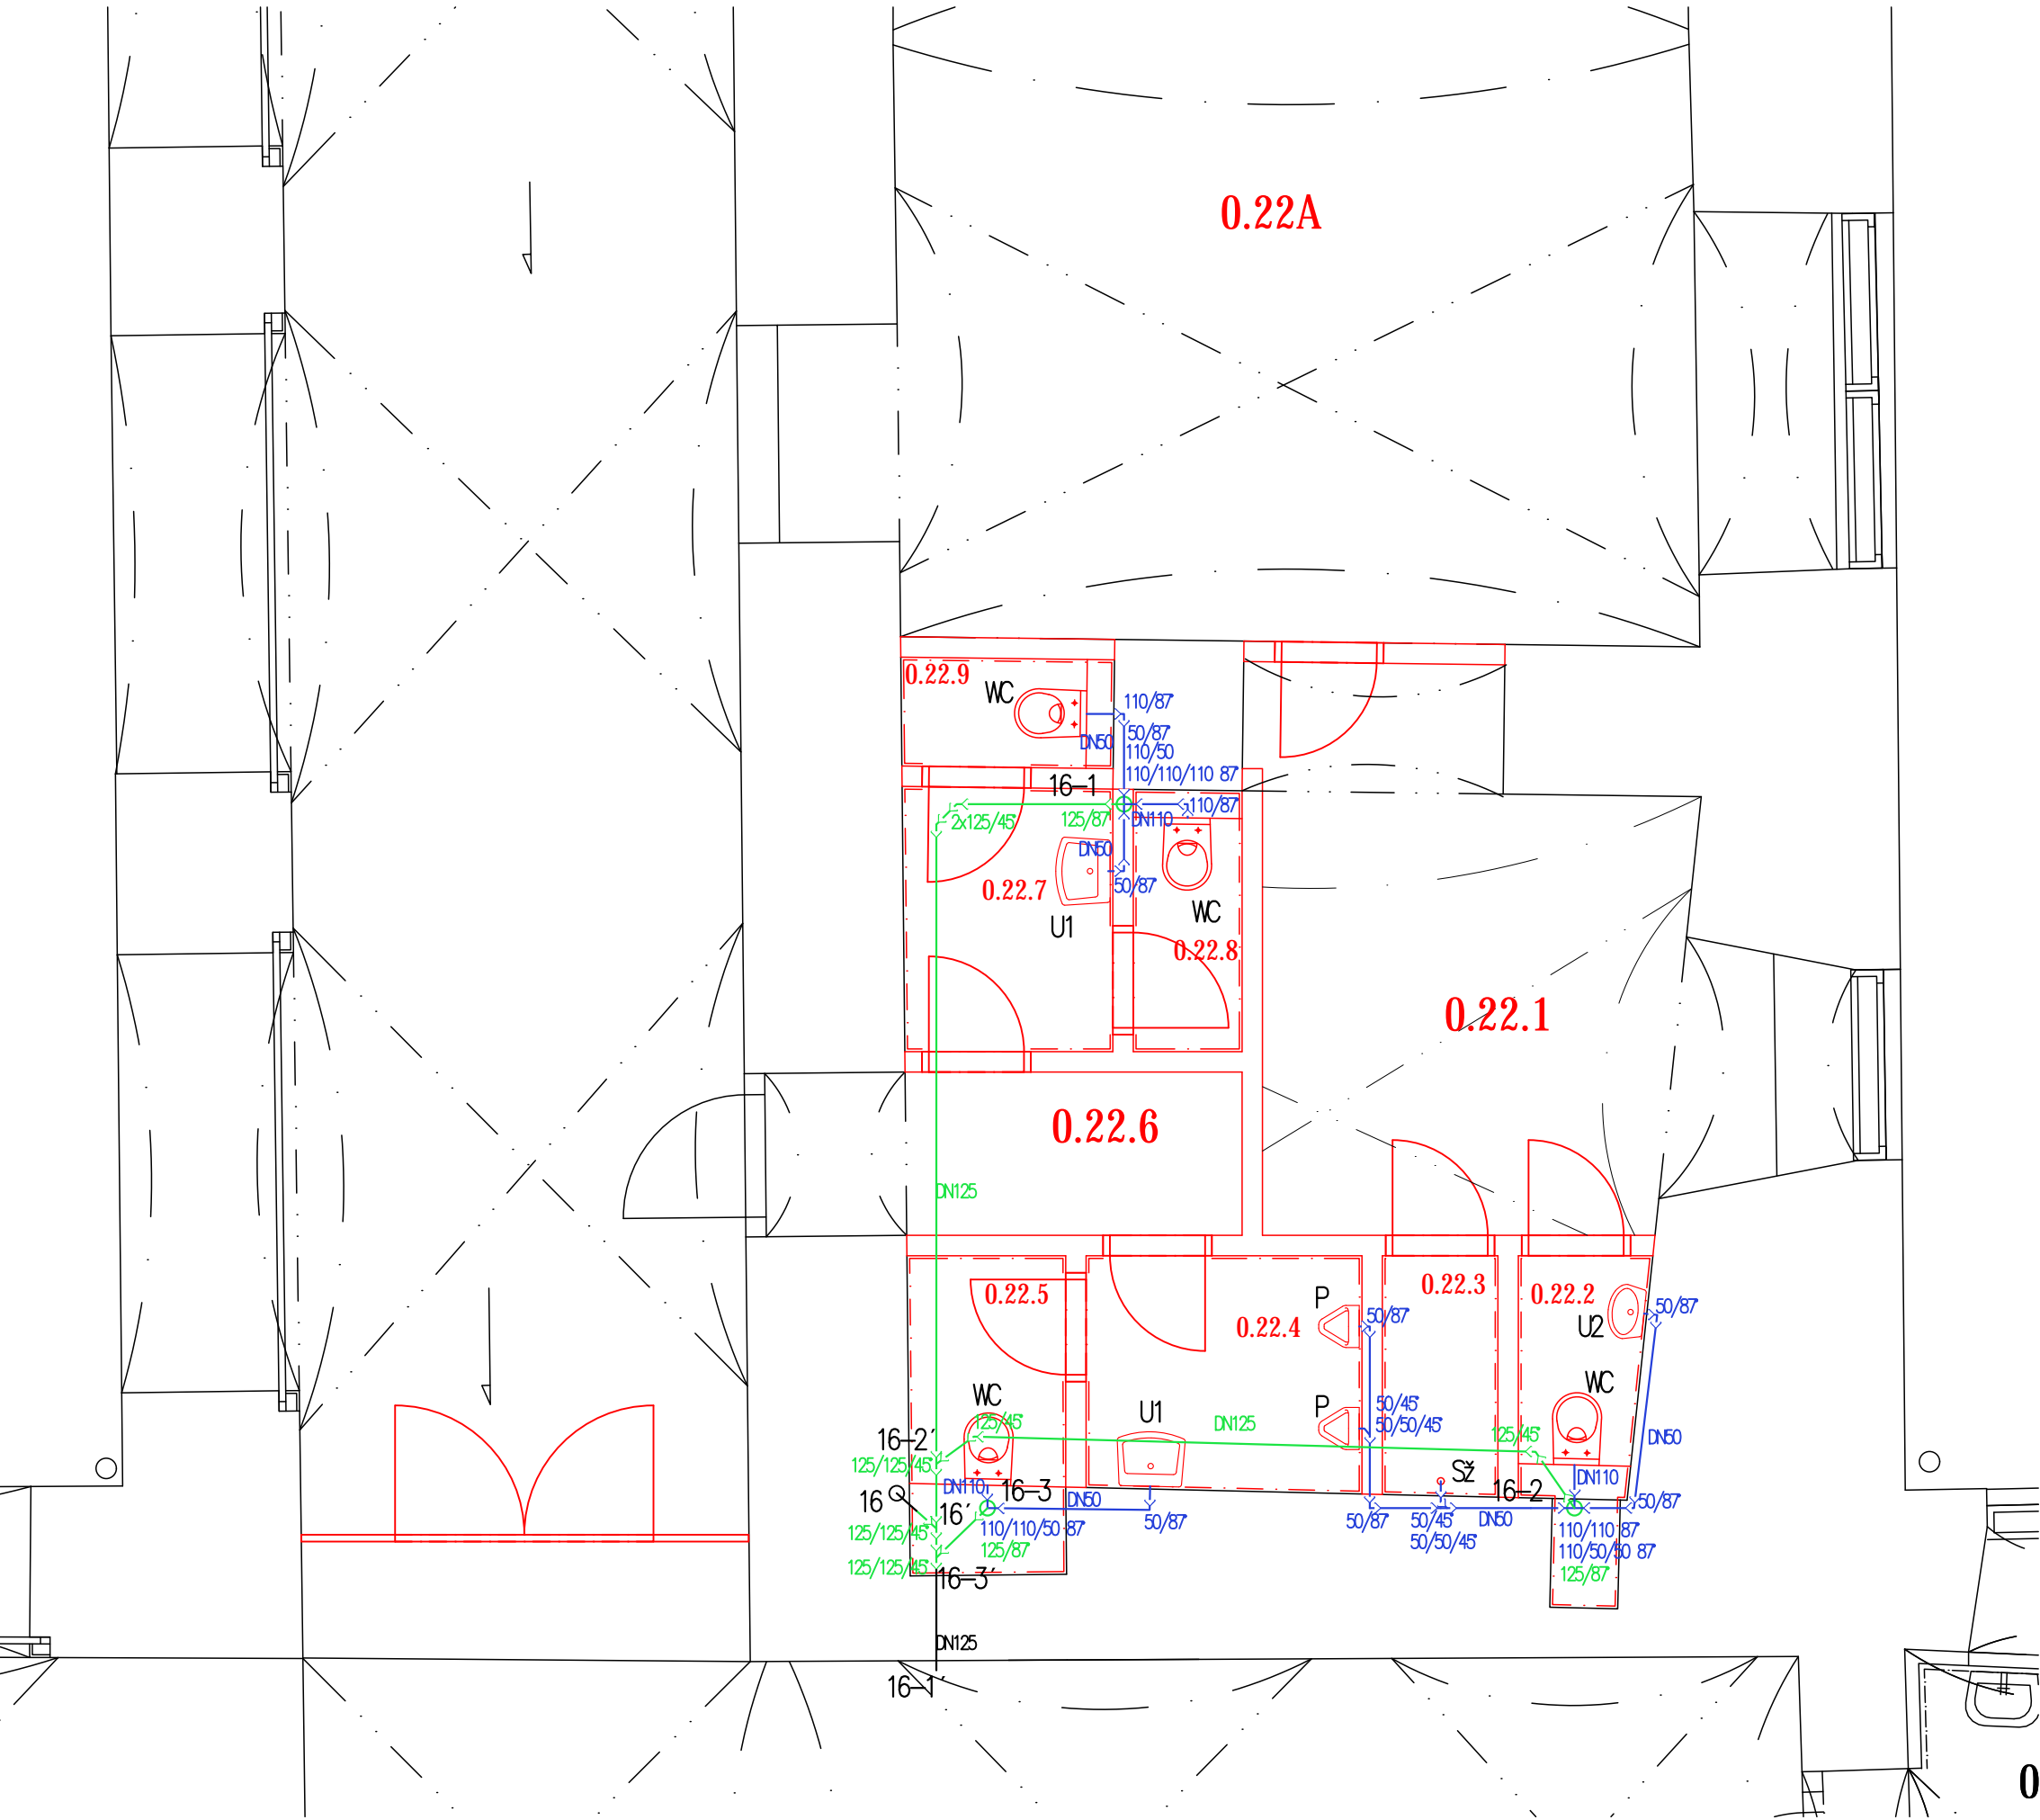 0.22A
0.22.9
WC
110/87°
50/87°
DN50
110/50
110/110/110 87°
16-1
110/87°
2x125/45°
125/87°
DN110
DN50
50/87°
0.22.7
U1
WC
0.22.8
0.22.1
0.22.6
DN125
0.22.5
0.22.4
0.22.3
0.22.2
P
50/87°
50/87°
U2
WC
WC
P
50/45°
50/50/45°
U1
125/45°
DN125
125/45°
DN50
16-2´
125/125/45°
Sž
DN110
DN110
16-3
DN50
16-2
50/87°
16
16´
125/125/45°
110/110/50 87°
50/87°
50/87°
50/45°
DN50
110/110 87°
125/87°
50/50/45°
110/50/50 87°
125/125/45°
16-3´
125/87°
DN125
16-1´
0